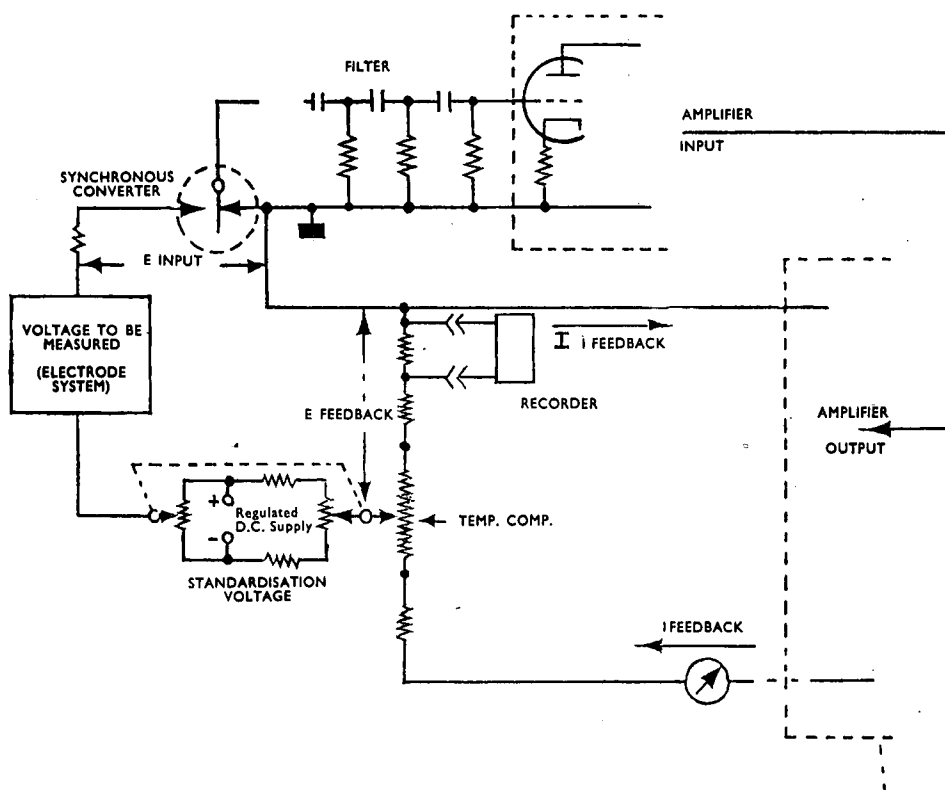 FILTER
AMPLIFIER
INPUT
SYNCHRONOUS
CONVERTER
E INPUT
VOLTAGE TO BE
MEASURED
(ELECTRODE
SYSTEM)
I I FEEDBACK
RECORDER
E FEEDBACK
AMPLIFIER
OUTPUT
+
Regulated
D.C. Supply
-
TEMP. COMP.
STANDARDISATION
VOLTAGE
I FEEDBACK